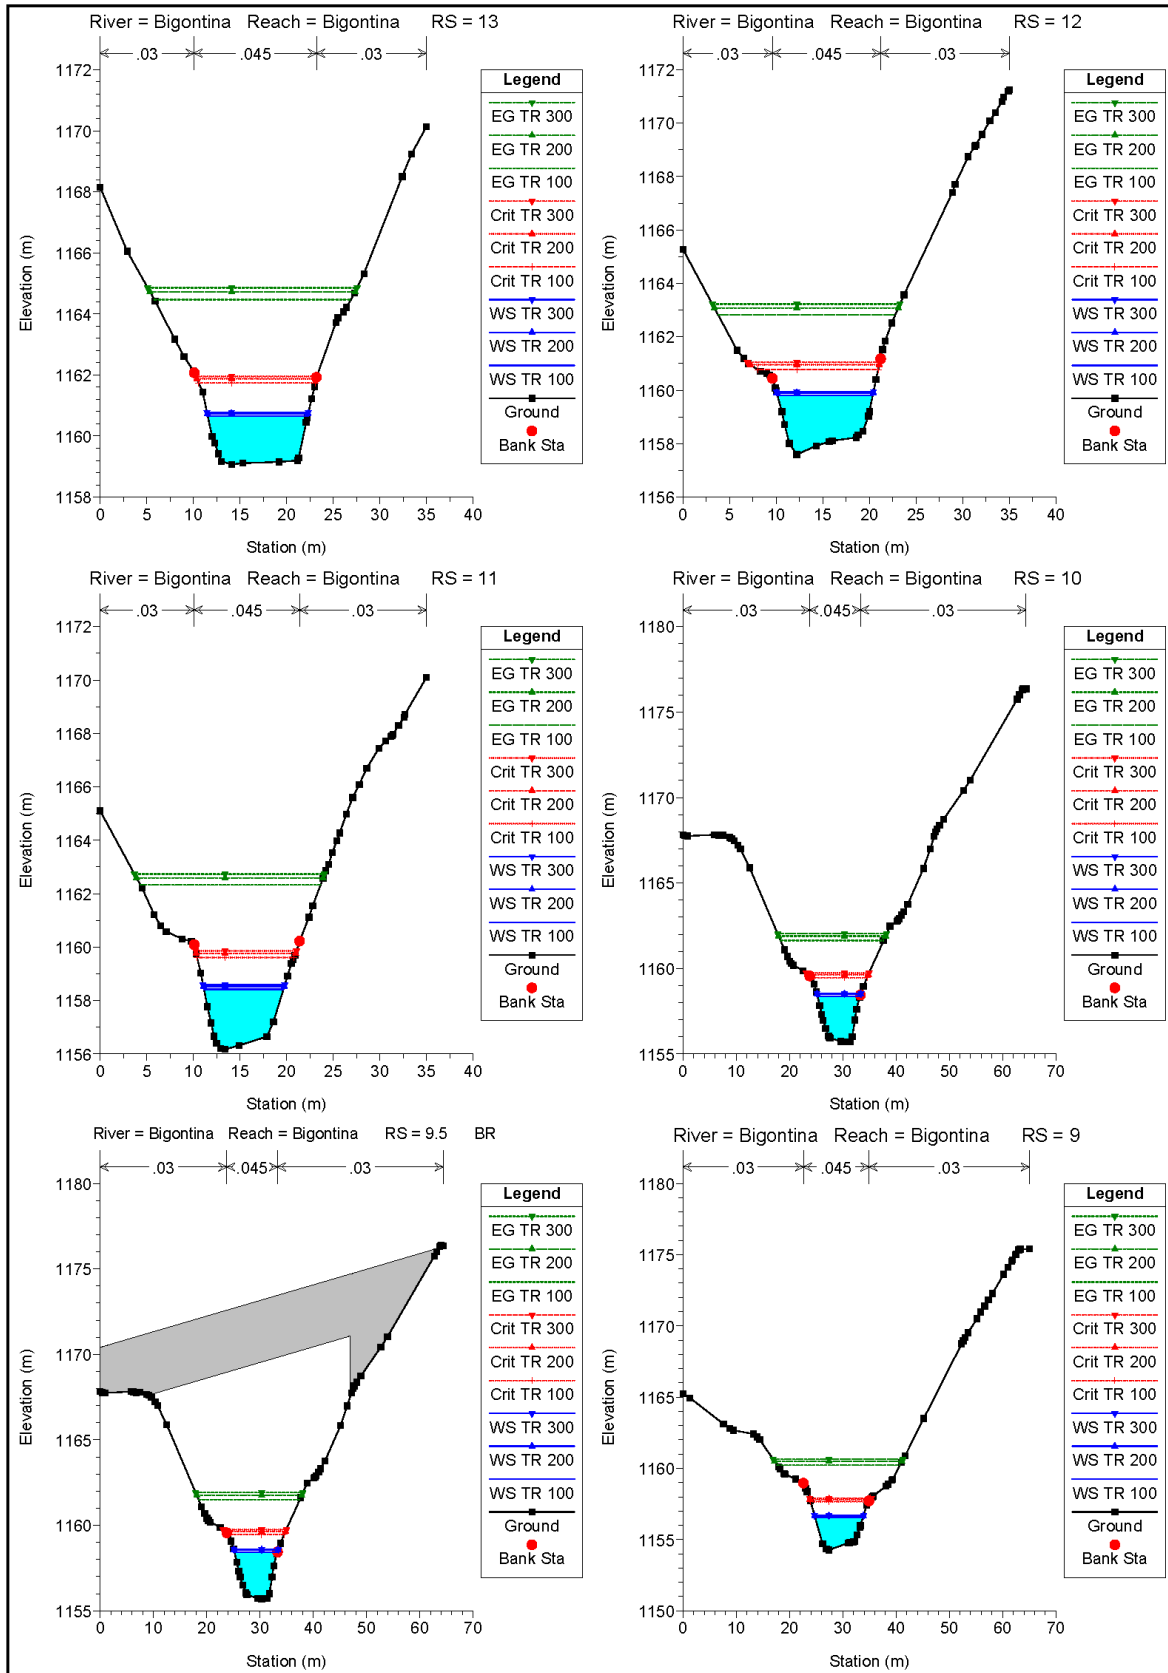 River = Bigontina Reach = Bigontina RS = 13
.03 .045 .03
1172
1170
1168
1166
1164
1162
1160
1158
Elevation (m)
0 5 10 15 20 25 30 35 40
Station (m)
Legend
EG TR 300
EG TR 200
EG TR 100
Crit TR 300
Crit TR 200
Crit TR 100
WS TR 300
WS TR 200
WS TR 100
Ground
Bank Sta
River = Bigontina Reach = Bigontina RS = 12
.03 .045 .03
1172
1170
1168
1166
1164
1162
1160
1158
1156
Elevation (m)
0 5 10 15 20 25 30 35 40
Station (m)
Legend
EG TR 300
EG TR 200
EG TR 100
Crit TR 300
Crit TR 200
Crit TR 100
WS TR 300
WS TR 200
WS TR 100
Ground
Bank Sta
River = Bigontina Reach = Bigontina RS = 11
.03 .045 .03
1172
1170
1168
1166
1164
1162
1160
1158
1156
Elevation (m)
0 5 10 15 20 25 30 35 40
Station (m)
Legend
EG TR 300
EG TR 200
EG TR 100
Crit TR 300
Crit TR 200
Crit TR 100
WS TR 300
WS TR 200
WS TR 100
Ground
Bank Sta
River = Bigontina Reach = Bigontina RS = 10
.03 .045 .03
1180
1175
1170
1165
1160
1155
Elevation (m)
0 10 20 30 40 50 60 70
Station (m)
Legend
EG TR 300
EG TR 200
EG TR 100
Crit TR 300
Crit TR 200
Crit TR 100
WS TR 300
WS TR 200
WS TR 100
Ground
Bank Sta
River = Bigontina Reach = Bigontina RS = 9.5 BR
.03 .045 .03
1180
1175
1170
1165
1160
1155
Elevation (m)
0 10 20 30 40 50 60 70
Station (m)
Legend
EG TR 300
EG TR 200
EG TR 100
Crit TR 300
Crit TR 200
Crit TR 100
WS TR 300
WS TR 200
WS TR 100
Ground
Bank Sta
River = Bigontina Reach = Bigontina RS = 9
.03 .045 .03
1180
1175
1170
1165
1160
1155
1150
Elevation (m)
0 10 20 30 40 50 60 70
Station (m)
Legend
EG TR 300
EG TR 200
EG TR 100
Crit TR 300
Crit TR 200
Crit TR 100
WS TR 300
WS TR 200
WS TR 100
Ground
Bank Sta